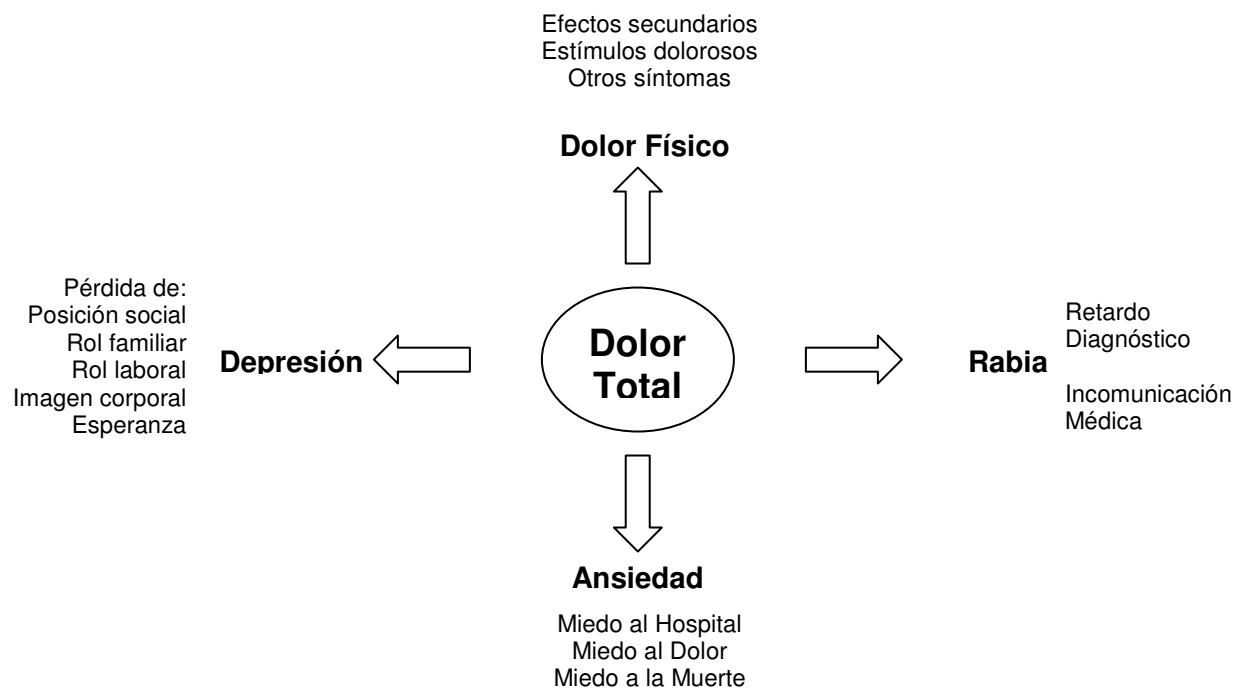 Efectos secundarios
Estímulos dolorosos
Otros síntomas
Dolor Físico
Pérdida de:
Posición social
Rol familiar
Rol laboral
Imagen corporal
Esperanza
Depresión
Dolor
Total
Rabia
Retardo
Diagnóstico
Incomunicación
Médica
Ansiedad
Miedo al Hospital
Miedo al Dolor
Miedo a la Muerte